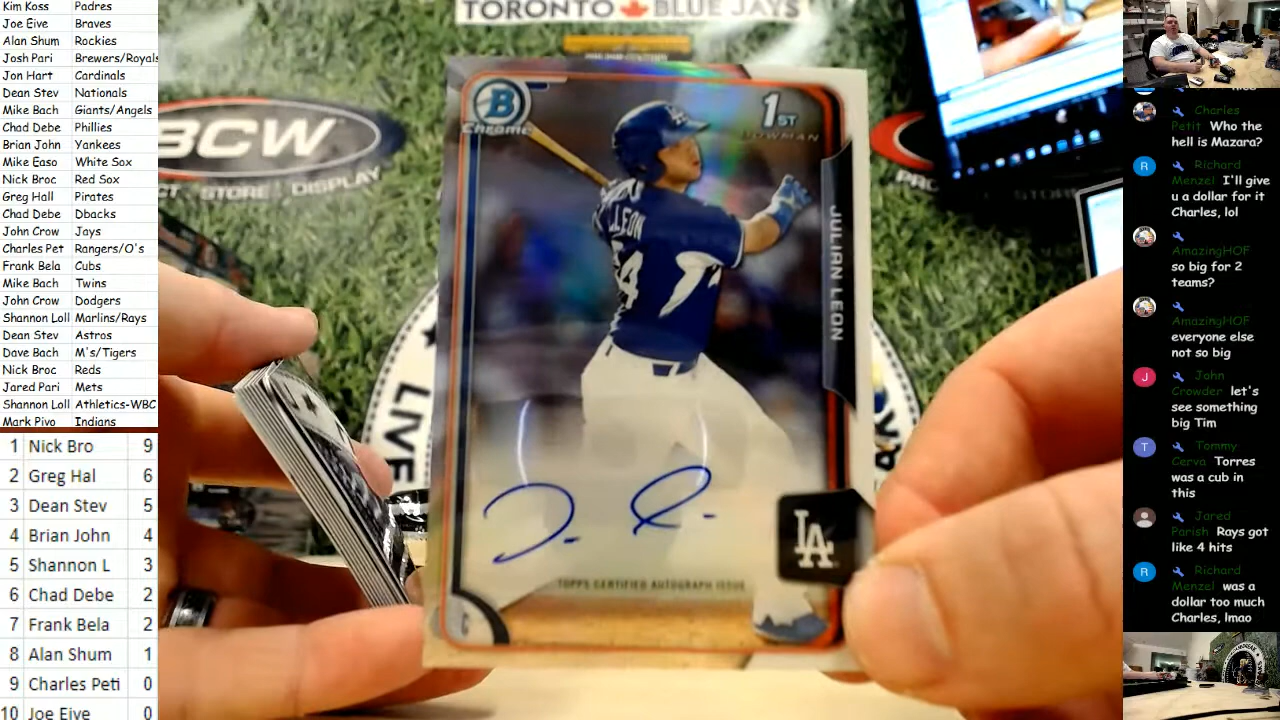 Kim Koss Padres
Joe Eive Braves
Alan Shum Rockies
Josh Pari Brewers/Royals
Jon Hart Cardinals
Dean Stev Nationals
Mike Bach Giants/Angels
Chad Debe Phillies
Brian John Yankees
Mike Easo White Sox
Nick Broc Red Sox
Greg Hall Pirates
Chad Debe Dbacks
John Crow Jays
Charles Pet Rangers/O's
Frank Bela Cubs
Mike Bach Twins
John Crow Dodgers
Shannon Loll Marlins/Rays
Dean Stev Astros
Dave Bach M's/Tigers
Nick Broc Reds
Jared Pari Mets
Shannon Loll Athletics-WBC
Mark Pivo Indians
1 Nick Bro 9
2 Greg Hal 6
3 Dean Stev 5
4 Brian John 4
5 Shannon L 3
6 Chad Debe 2
7 Frank Bela 2
8 Alan Shum 1
9 Charles Peti 0
10 Joe Eive 0
TORONTO BLUE JAYS
BCW
STORE DISPLAY
B
Chrome
1ST
BOWMAN
LEON
JULIAN LEON
LA
TOPPS CERTIFIED AUTOGRAPH ISSUE
LIVE
Charles
Petit Who the
hell is Mazara?
R
Richard
Menzel I'll give
u a dollar for it
Charles, lol
AmazingHOF
so big for 2
teams?
AmazingHOF
everyone else
not so big
J
John
Crowder let's
see something
big Tim
T
Tommy
Cerva Torres
was a cub in
this
Jared
Parish Rays got
like 4 hits
R
Richard
Menzel was a
dollar too much
Charles, lmao